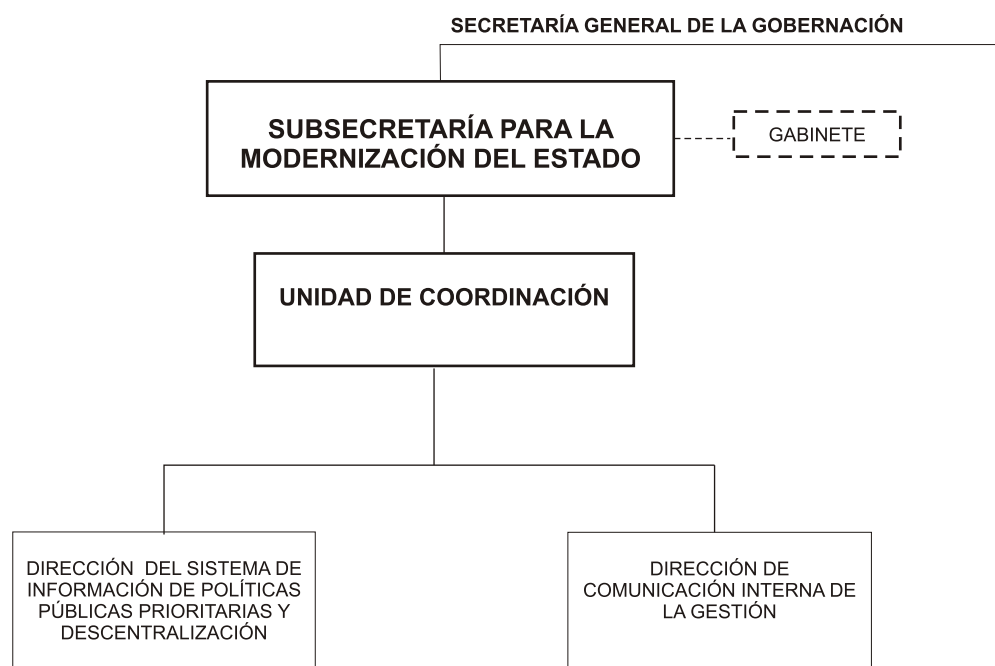 SECRETARÍA GENERAL DE LA GOBERNACIÓN
SUBSECRETARÍA PARA LA
MODERNIZACIÓN DEL ESTADO
GABINETE
UNIDAD DE COORDINACIÓN
DIRECCIÓN DEL SISTEMA DE
INFORMACIÓN DE POLÍTICAS
PÚBLICAS PRIORITARIAS Y
DESCENTRALIZACIÓN
DIRECCIÓN DE
COMUNICACIÓN INTERNA DE
LA GESTIÓN